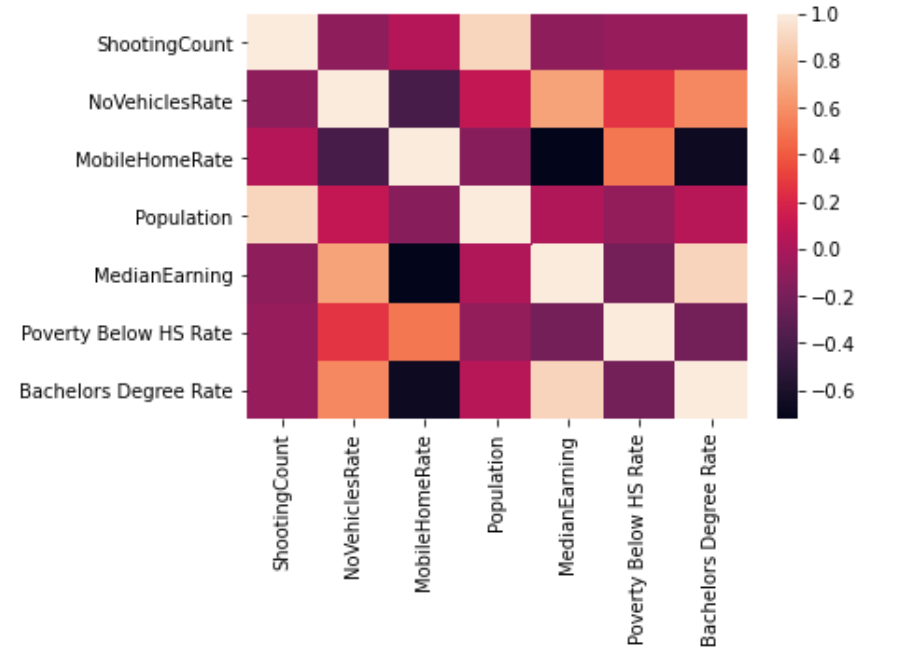 ShootingCount
NoVehiclesRate
MobileHomeRate
Population
MedianEarning
Poverty Below HS Rate
Bachelors Degree Rate
1.0
0.8
0.6
0.4
0.2
0.0
−0.2
−0.4
−0.6
ShootingCount
NoVehiclesRate
MobileHomeRate
Population
MedianEarning
Poverty Below HS Rate
Bachelors Degree Rate